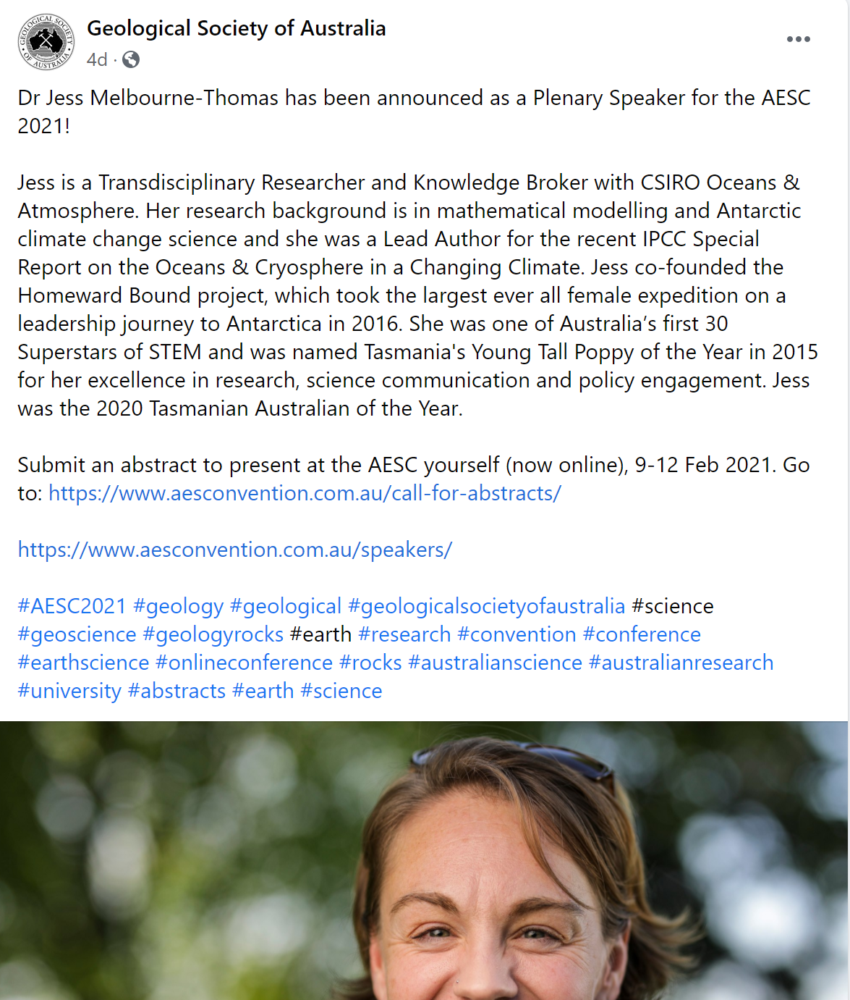 GEOLOGICAL SOCIETY
OF AUSTRALIA
Geological Society of Australia
4d ·
Dr Jess Melbourne-Thomas has been announced as a Plenary Speaker for the AESC
2021!
Jess is a Transdisciplinary Researcher and Knowledge Broker with CSIRO Oceans &
Atmosphere. Her research background is in mathematical modelling and Antarctic
climate change science and she was a Lead Author for the recent IPCC Special
Report on the Oceans & Cryosphere in a Changing Climate. Jess co-founded the
Homeward Bound project, which took the largest ever all female expedition on a
leadership journey to Antarctica in 2016. She was one of Australia’s first 30
Superstars of STEM and was named Tasmania's Young Tall Poppy of the Year in 2015
for her excellence in research, science communication and policy engagement. Jess
was the 2020 Tasmanian Australian of the Year.
Submit an abstract to present at the AESC yourself (now online), 9-12 Feb 2021. Go
to: https://www.aesconvention.com.au/call-for-abstracts/
https://www.aesconvention.com.au/speakers/
#AESC2021 #geology #geological #geologicalsocietyofaustralia #science
#geoscience #geologyrocks #earth #research #convention #conference
#earthscience #onlineconference #rocks #australianscience #australianresearch
#university #abstracts #earth #science